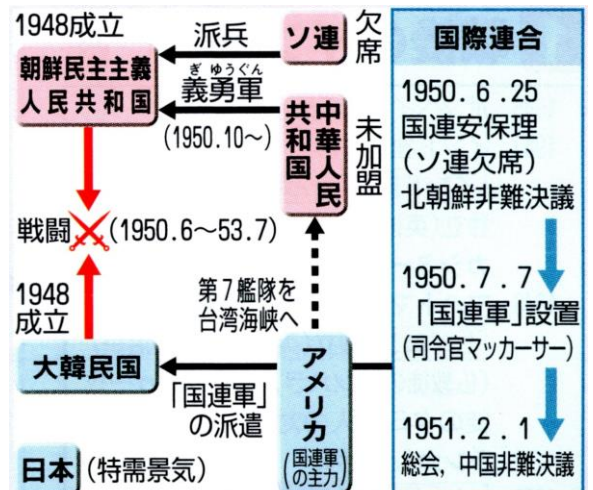 1948成立
朝鮮民主主義
人民共和国
派兵
ソ連
欠席
ぎゆうぐん
義勇軍
(1950.10～)
中華人民
共和国
未加盟
戦闘
(1950.6～53.7)
1948
成立
大韓民国
第7艦隊を
台湾海峡へ
「国連軍」
の派遣
アメリカ
(国連軍
の主力)
日本
(特需景気)
国際連合
1950.6.25
国連安保理
(ソ連欠席)
北朝鮮非難決議
1950.7.7
「国連軍」設置
(司令官マッカーサー)
1951.2.1
総会，中国非難決議